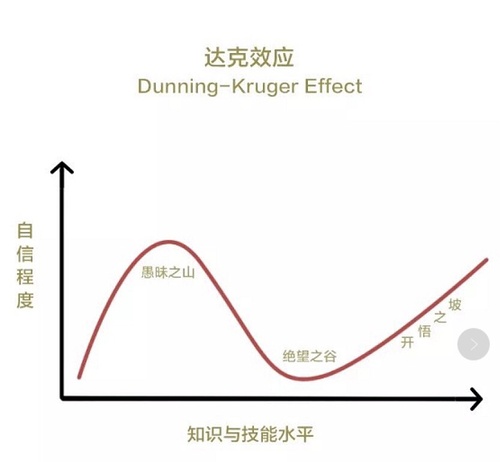 达克效应
Dunning-Kruger Effect
自信程度
愚昧之山
绝望之谷
开悟之坡
知识与技能水平